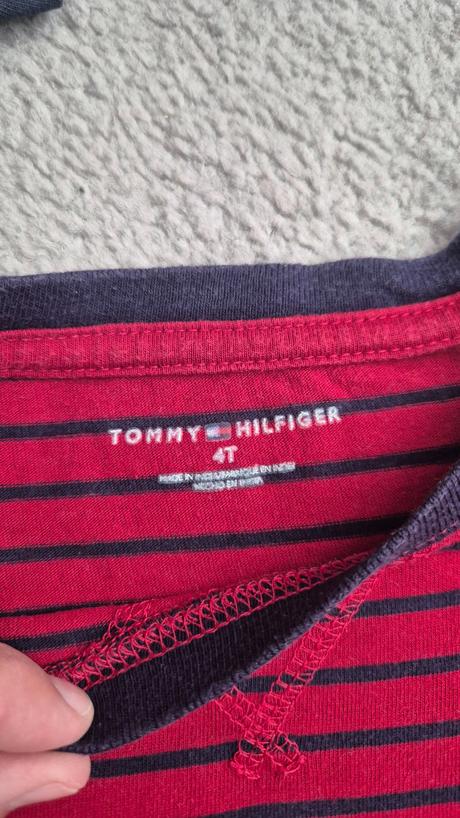 TOMMY HILFIGER
4T
MADE IN INDIA/FABRIQUÉ EN INDE/
HECHO EN INDIA